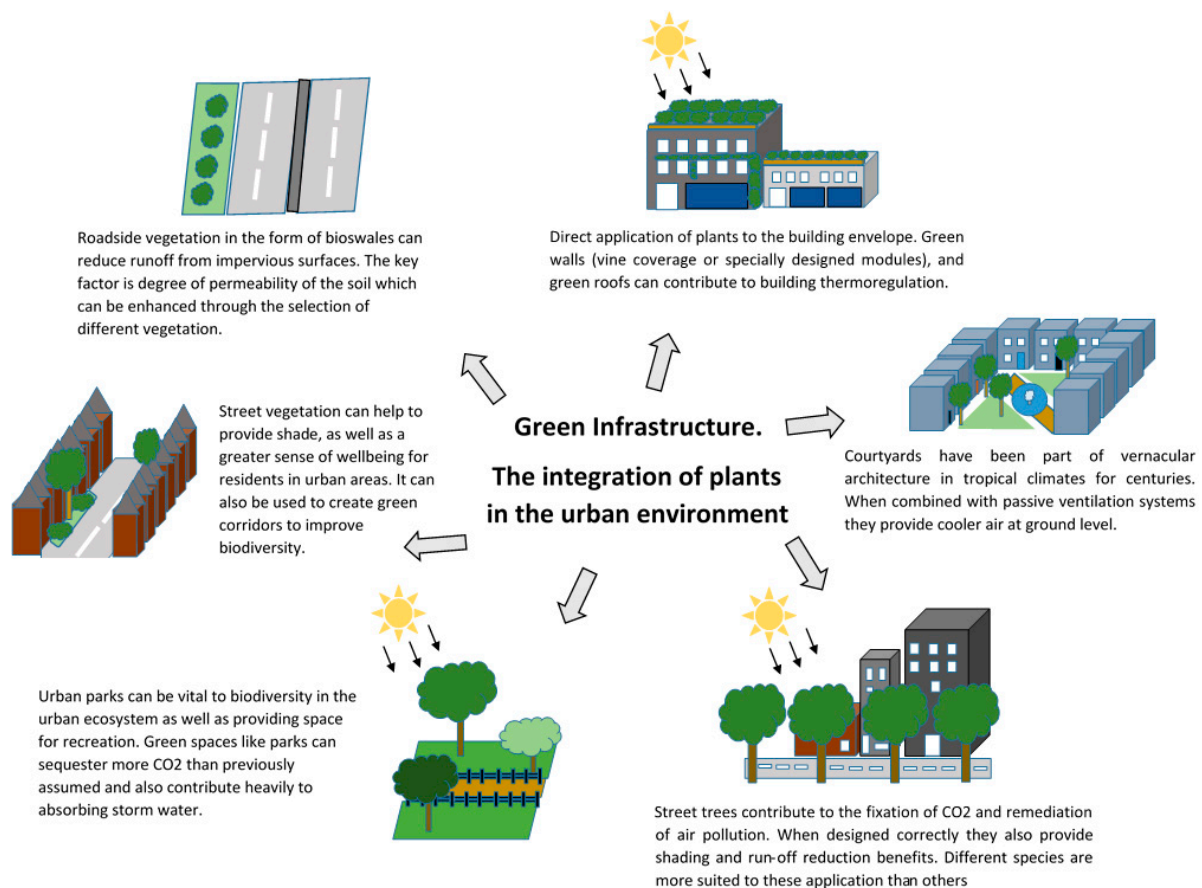 Roadside vegetation in the form of bioswales can
reduce runoff from impervious surfaces. The key
factor is degree of permeability of the soil which
can be enhanced through the selection of
different vegetation.
Direct application of plants to the building envelope. Green
walls (vine coverage or specially designed modules), and
green roofs can contribute to building thermoregulation.
Street vegetation can help to
provide shade, as well as a
greater sense of wellbeing for
residents in urban areas. It can
also be used to create green
corridors to improve
biodiversity.
Green Infrastructure.
The integration of plants
in the urban environment
Courtyards have been part of vernacular
architecture in tropical climates for centuries.
When combined with passive ventilation systems
they provide cooler air at ground level.
Urban parks can be vital to biodiversity in the
urban ecosystem as well as providing space
for recreation. Green spaces like parks can
sequester more CO2 than previously
assumed and also contribute heavily to
absorbing storm water.
Street trees contribute to the fixation of CO2 and remediation
of air pollution. When designed correctly they also provide
shading and run-off reduction benefits. Different species are
more suited to these application than others